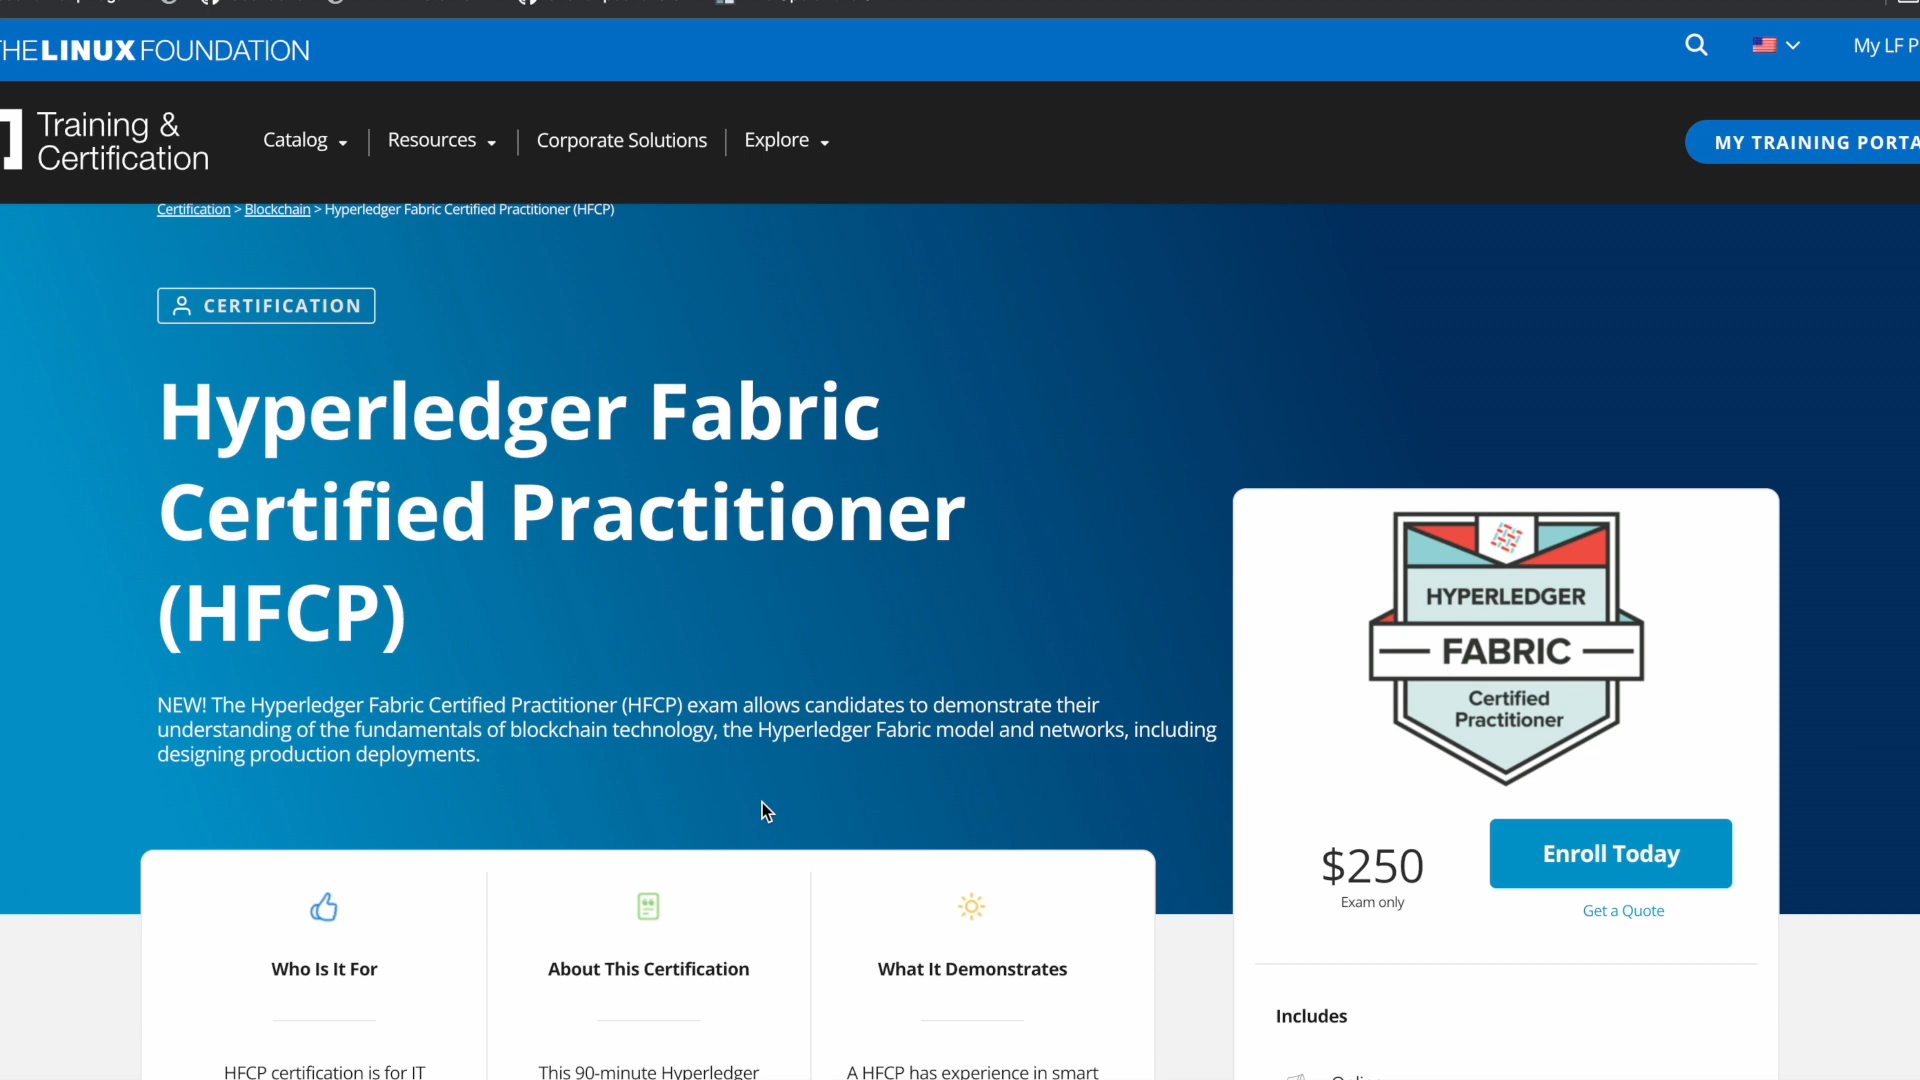 THE LINUX FOUNDATION
My LF P
Training &
Certification
Catalog
Resources
Corporate Solutions
Explore
MY TRAINING PORTA
Certification > Blockchain > Hyperledger Fabric Certified Practitioner (HFCP)
CERTIFICATION
Hyperledger Fabric
Certified Practitioner
(HFCP)
NEW! The Hyperledger Fabric Certified Practitioner (HFCP) exam allows candidates to demonstrate their
understanding of the fundamentals of blockchain technology, the Hyperledger Fabric model and networks, including
designing production deployments.
HYPERLEDGER
FABRIC
Certified
Practitioner
$250
Exam only
Enroll Today
Get a Quote
Includes
Who Is It For
HFCP certification is for IT
About This Certification
This 90-minute Hyperledger
What It Demonstrates
A HFCP has experience in smart